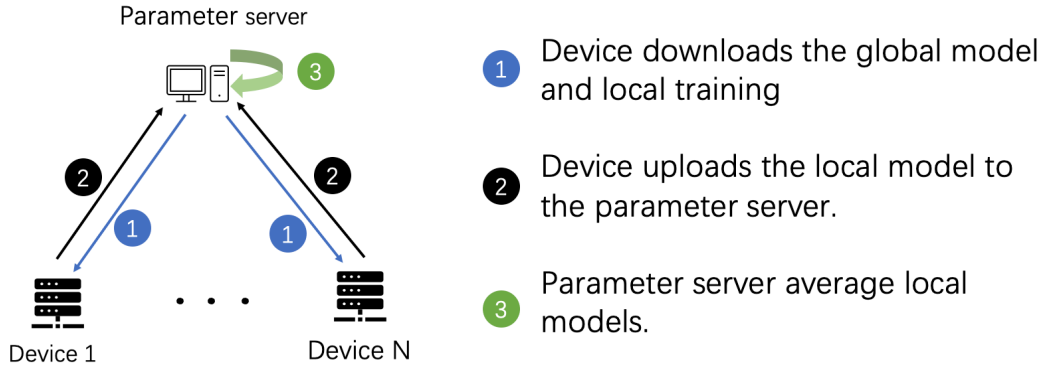 Parameter server
3
2
2
1
1
. . .
Device 1
Device N
1
Device downloads the global model
and local training
2
Device uploads the local model to
the parameter server.
3
Parameter server average local
models.